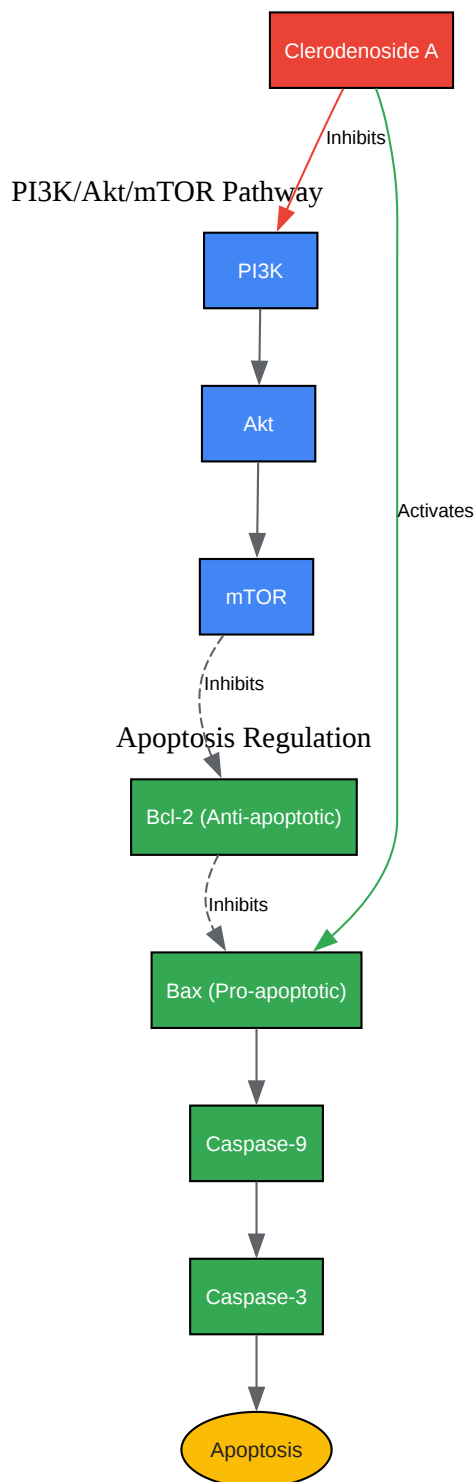 Clerodenoside A
Inhibits
PI3K/Akt/mTOR Pathway
PI3K
Akt
Activates
mTOR
Inhibits
Apoptosis Regulation
Bcl-2 (Anti-apoptotic)
Inhibits
Bax (Pro-apoptotic)
Caspase-9
Caspase-3
Apoptosis